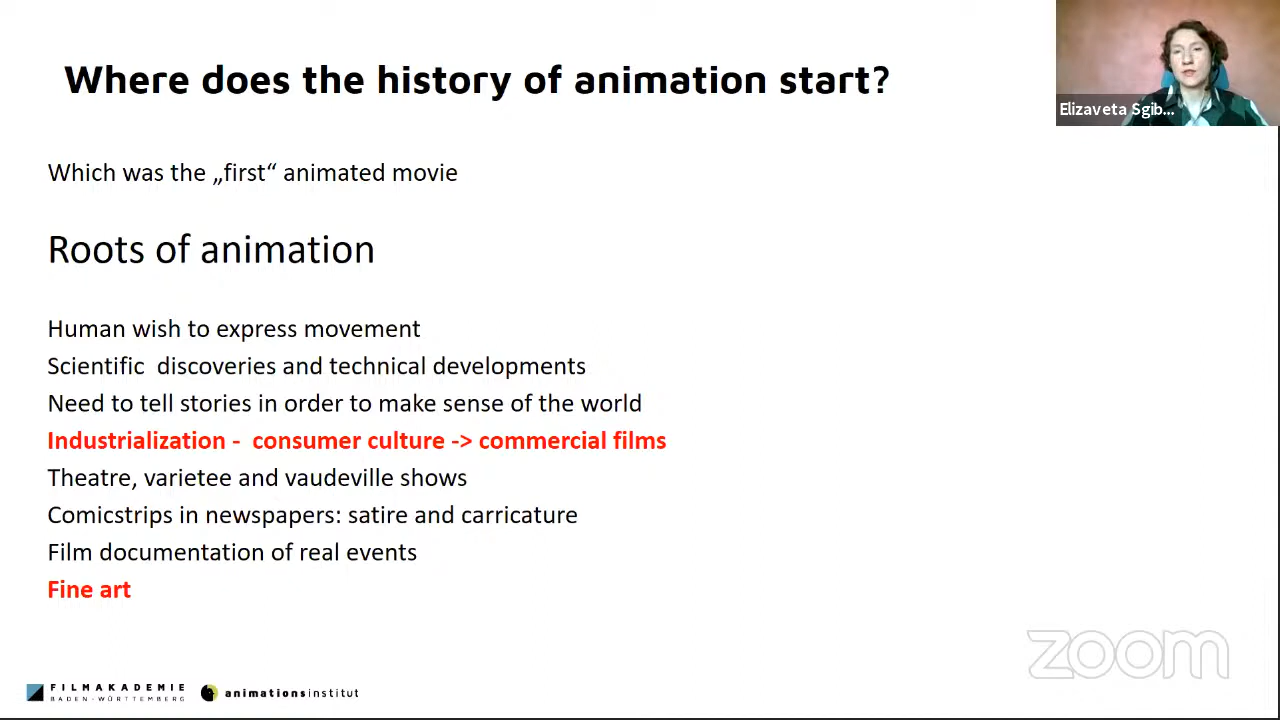 Where does the history of animation start?
Elizaveta Sgib...
Which was the „first“ animated movie
Roots of animation
Human wish to express movement
Scientific  discoveries and technical developments
Need to tell stories in order to make sense of the world
Industrialization -  consumer culture -> commercial films
Theatre, varietee and vaudeville shows
Comicstrips in newspapers: satire and carricature
Film documentation of real events
Fine art
zoom
FILMAKADEMIE
BADEN-WÜRTTEMBERG
animationsinstitut